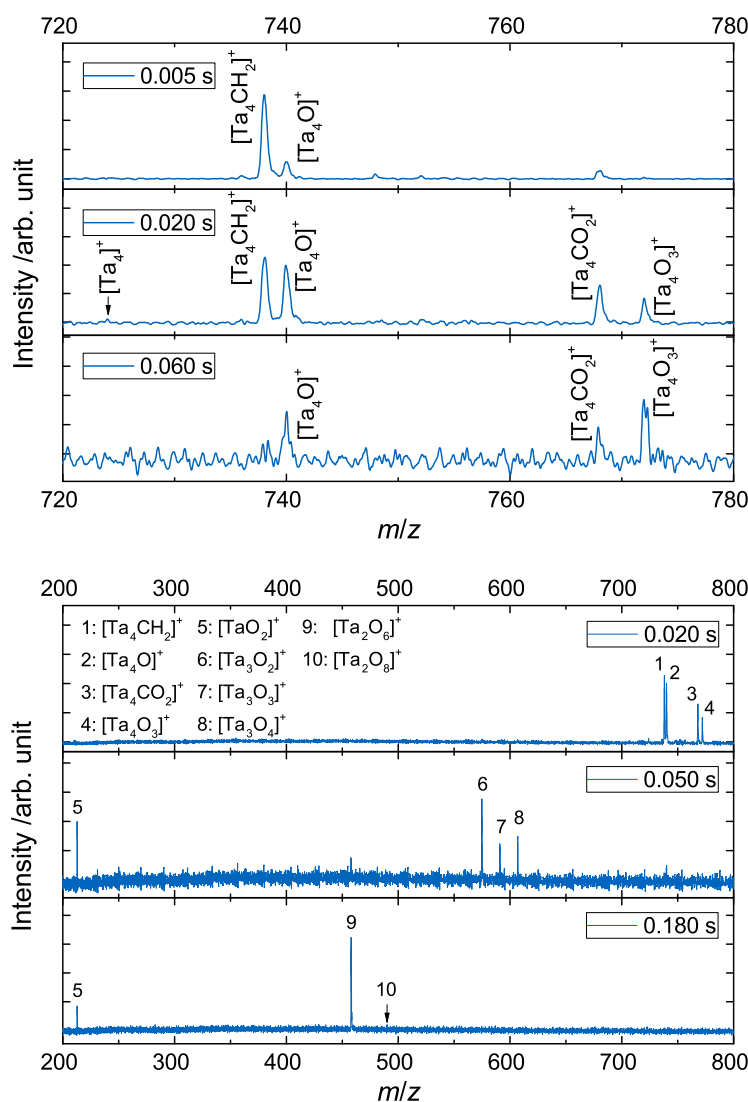 720 740 760 780
0.005 s
[Ta₄CH₂]⁺
[Ta₄O]⁺
0.020 s
[Ta₄]⁺
[Ta₄CH₂]⁺
[Ta₄O]⁺
[Ta₄CO₂]⁺
[Ta₄O₃]⁺
0.060 s
[Ta₄O]⁺
[Ta₄CO₂]⁺
[Ta₄O₃]⁺
Intensity /arb. unit
720 740 760 780
m/z
200 300 400 500 600 700 800
1: [Ta₄CH₂]⁺ 5: [TaO₂]⁺ 9: [Ta₂O₆]⁺
2: [Ta₄O]⁺ 6: [Ta₃O₂]⁺ 10: [Ta₂O₈]⁺
3: [Ta₄CO₂]⁺ 7: [Ta₃O₃]⁺
4: [Ta₄O₃]⁺ 8: [Ta₃O₄]⁺
0.020 s
1 2 3 4
0.050 s
5 6 7 8
0.180 s
5 9 10
Intensity /arb. unit
200 300 400 500 600 700 800
m/z